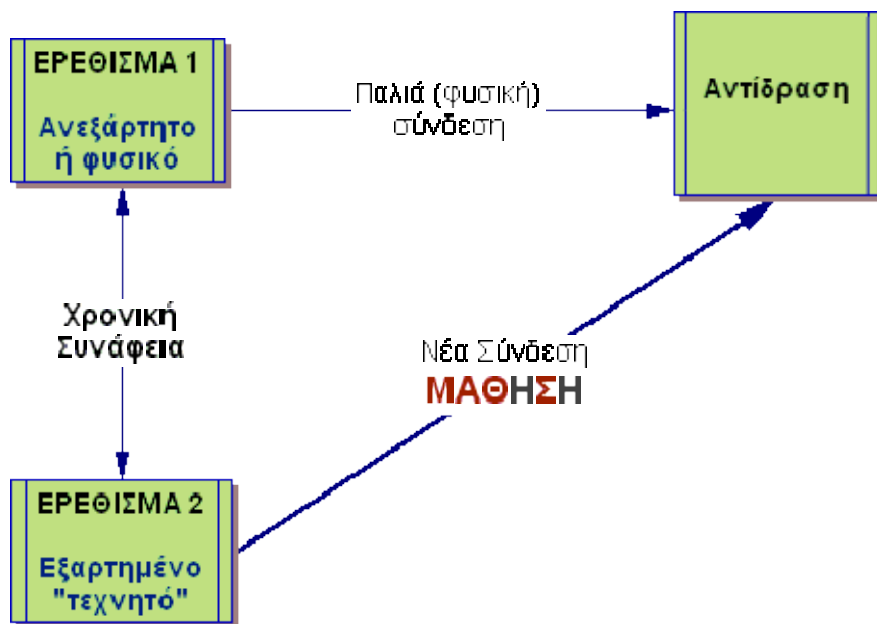 ΕΡΕΘΙΣΜΑ 1
Ανεξάρτητο
ή φυσικό
Παλιά (φυσική)
σύνδεση
Αντίδραση
Χρονική
Συνάφεια
Νέα Σύνδεση
ΜΑΘΗΣΗ
ΕΡΕΘΙΣΜΑ 2
Εξαρτημένο
"τεχνητό"